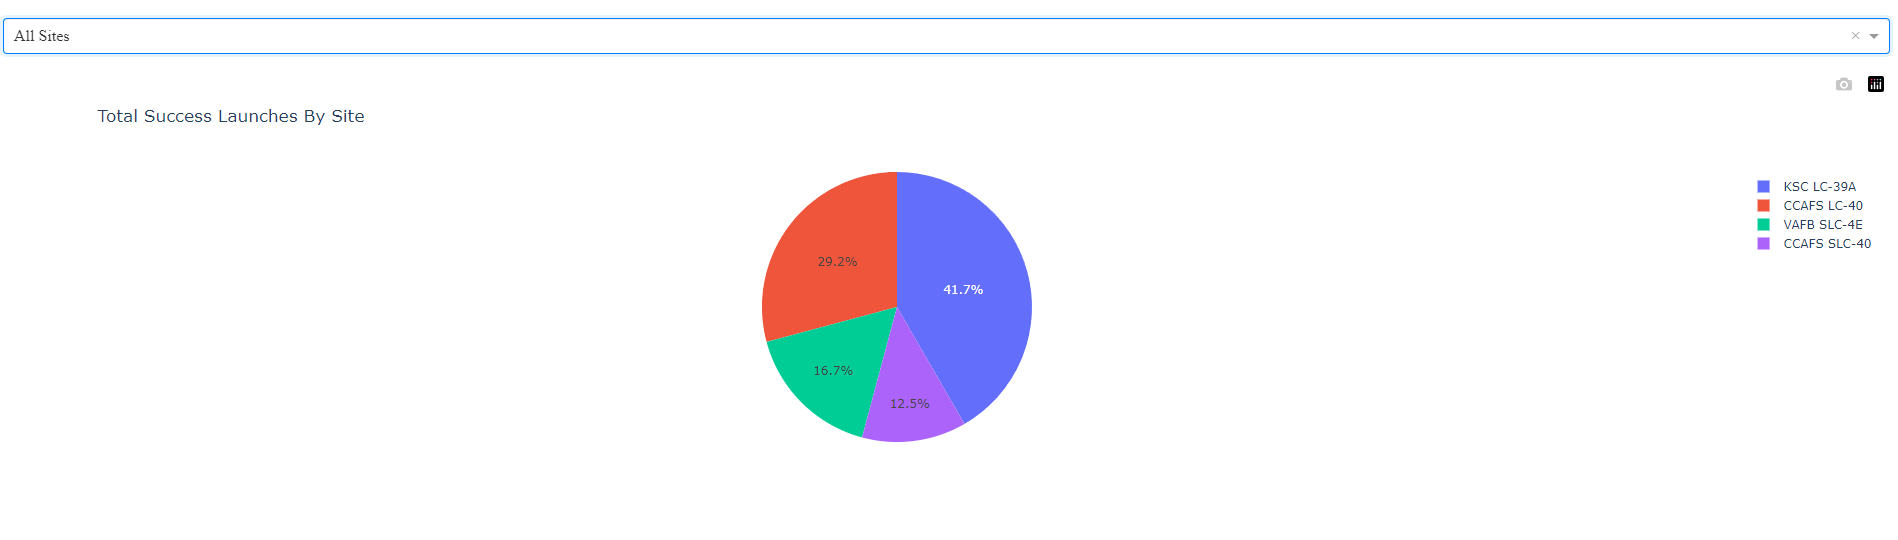 All Sites
Total Success Launches By Site
KSC LC-39A
CCAFS LC-40
VAFB SLC-4E
CCAFS SLC-40
29.2%
41.7%
16.7%
12.5%